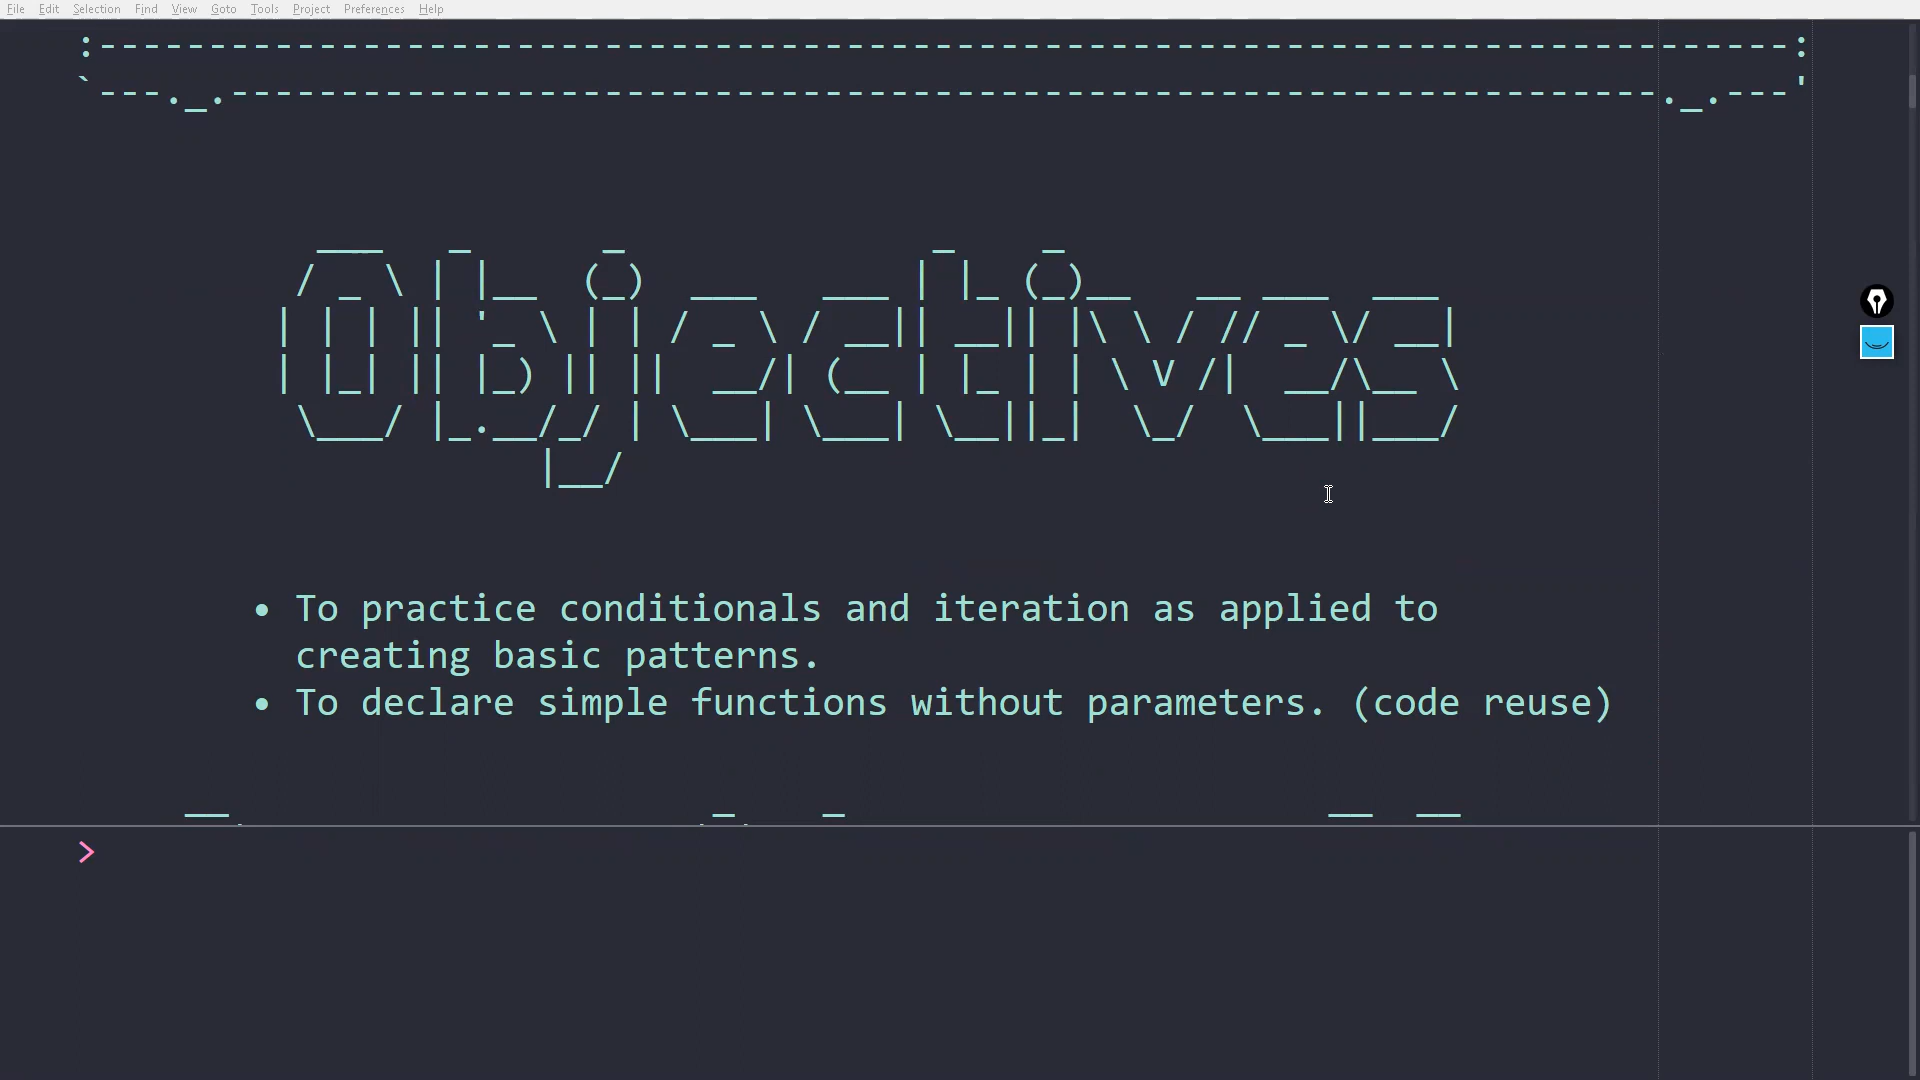 File Edit Selection Find View Goto Tools Project Preferences Help
Objectives
• To practice conditionals and iteration as applied to
creating basic patterns.
• To declare simple functions without parameters. (code reuse)
>